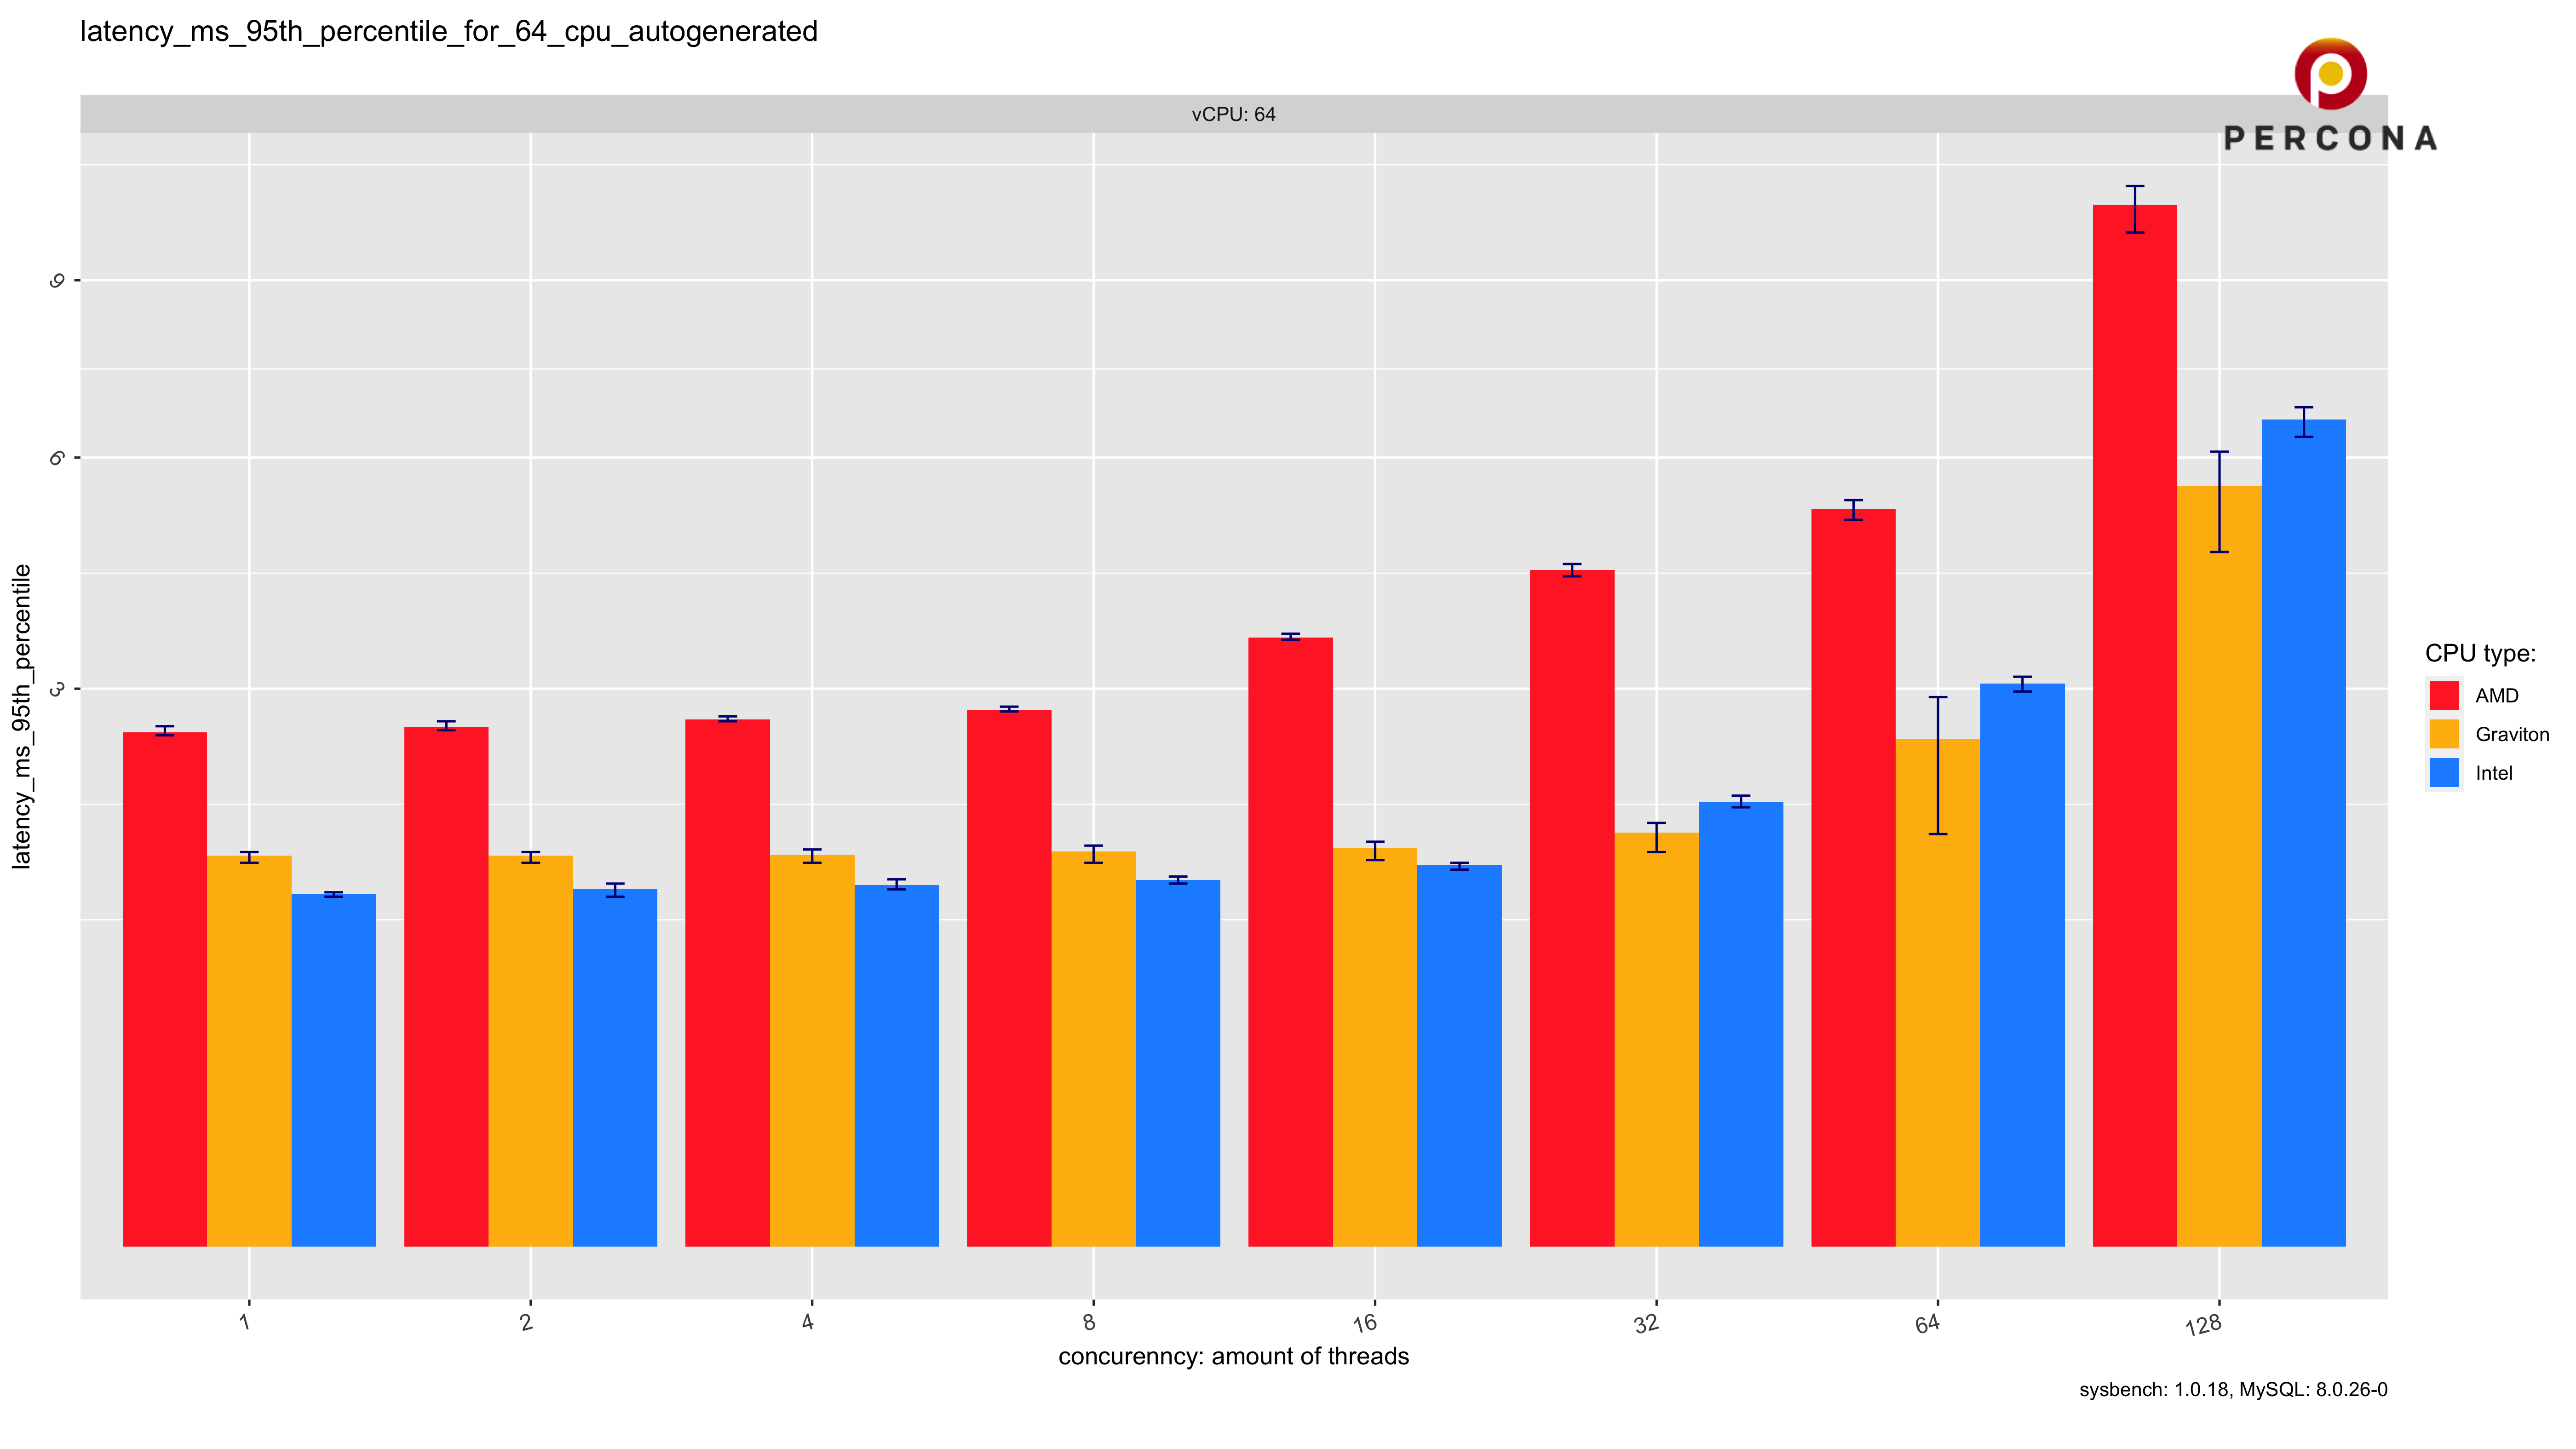 latency_ms_95th_percentile_for_64_cpu_autogenerated
PERCONA
vCPU: 64
latency_ms_95th_percentile
9
6
3
CPU type:
AMD
Graviton
Intel
1 2 4 8 16 32 64 128
concurenncy: amount of threads
sysbench: 1.0.18, MySQL: 8.0.26-0